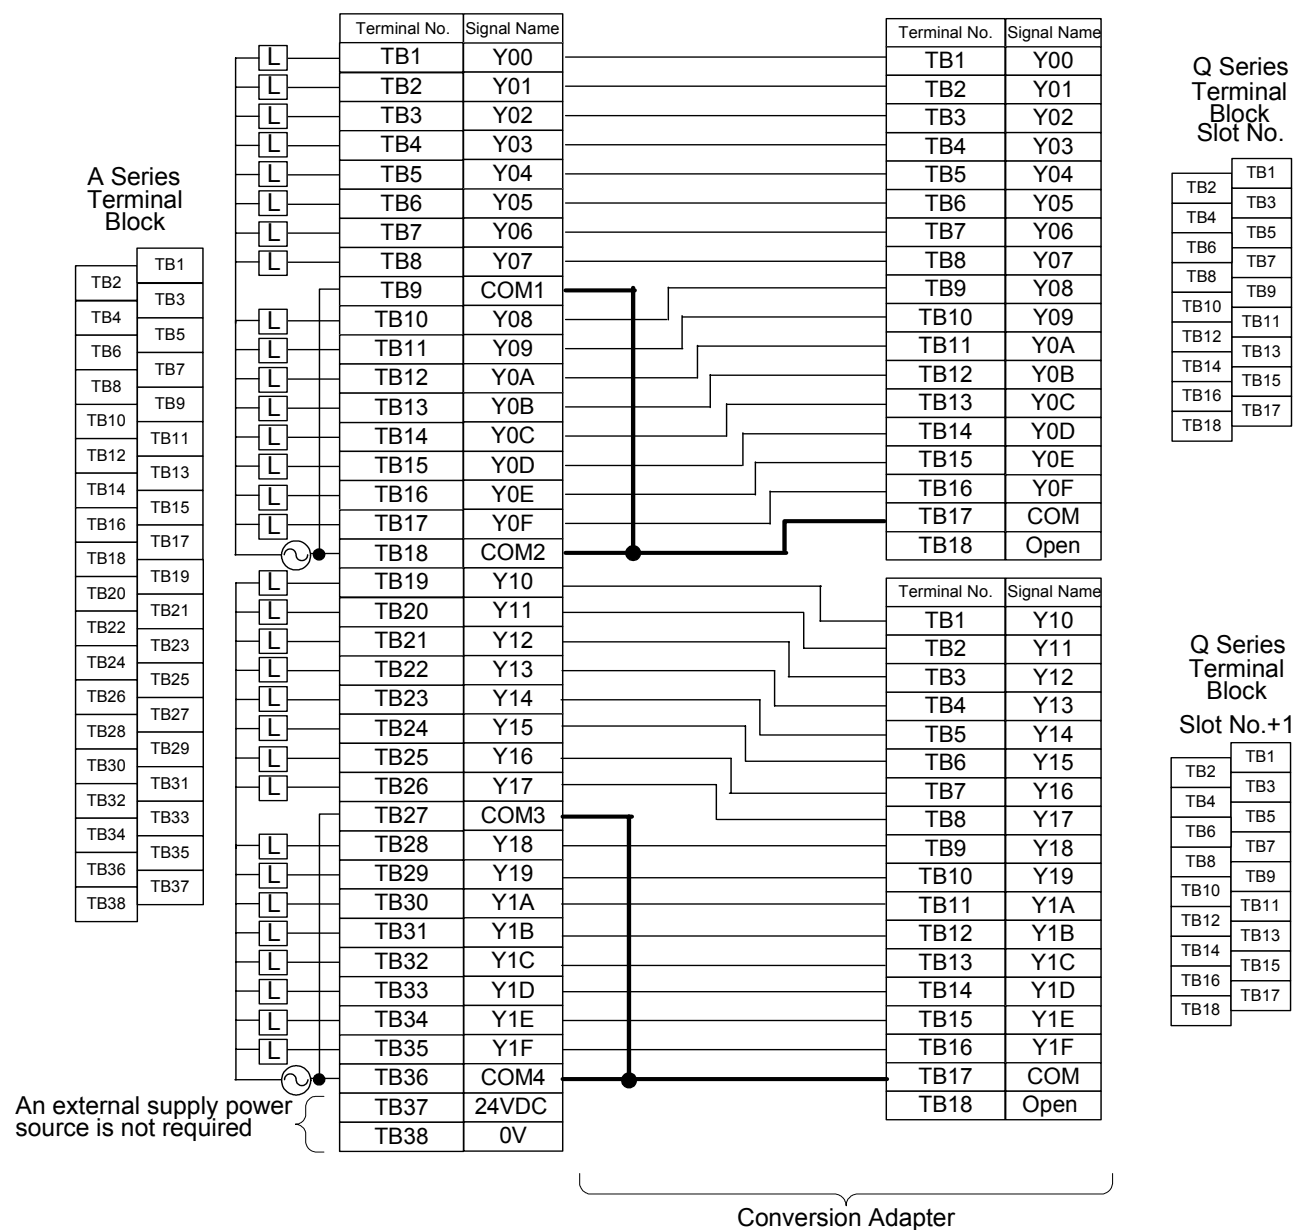 A Series
Terminal
Block
TB1
TB2
TB3
TB4
TB5
TB6
TB7
TB8
TB9
TB10
TB11
TB12
TB13
TB14
TB15
TB16
TB17
TB18
TB19
TB20
TB21
TB22
TB23
TB24
TB25
TB26
TB27
TB28
TB29
TB30
TB31
TB32
TB33
TB34
TB35
TB36
TB37
TB38
Terminal No. Signal Name
L TB1 Y00
L TB2 Y01
L TB3 Y02
L TB4 Y03
L TB5 Y04
L TB6 Y05
L TB7 Y06
L TB8 Y07
TB9 COM1
L TB10 Y08
L TB11 Y09
L TB12 Y0A
L TB13 Y0B
L TB14 Y0C
L TB15 Y0D
L TB16 Y0E
L TB17 Y0F
TB18 COM2
L TB19 Y10
L TB20 Y11
L TB21 Y12
L TB22 Y13
L TB23 Y14
L TB24 Y15
L TB25 Y16
L TB26 Y17
TB27 COM3
L TB28 Y18
L TB29 Y19
L TB30 Y1A
L TB31 Y1B
L TB32 Y1C
L TB33 Y1D
L TB34 Y1E
L TB35 Y1F
TB36 COM4
TB37 24VDC
TB38 0V
An external supply power
source is not required
Terminal No. Signal Name
TB1 Y00
TB2 Y01
TB3 Y02
TB4 Y03
TB5 Y04
TB6 Y05
TB7 Y06
TB8 Y07
TB9 Y08
TB10 Y09
TB11 Y0A
TB12 Y0B
TB13 Y0C
TB14 Y0D
TB15 Y0E
TB16 Y0F
TB17 COM
TB18 Open
Terminal No. Signal Name
TB1 Y10
TB2 Y11
TB3 Y12
TB4 Y13
TB5 Y14
TB6 Y15
TB7 Y16
TB8 Y17
TB9 Y18
TB10 Y19
TB11 Y1A
TB12 Y1B
TB13 Y1C
TB14 Y1D
TB15 Y1E
TB16 Y1F
TB17 COM
TB18 Open
Q Series
Terminal
Block
Slot No.
TB1
TB2
TB3
TB4
TB5
TB6
TB7
TB8
TB9
TB10
TB11
TB12
TB13
TB14
TB15
TB16
TB17
TB18
Q Series
Terminal
Block
Slot No.+1
TB1
TB2
TB3
TB4
TB5
TB6
TB7
TB8
TB9
TB10
TB11
TB12
TB13
TB14
TB15
TB16
TB17
TB18
Conversion Adapter